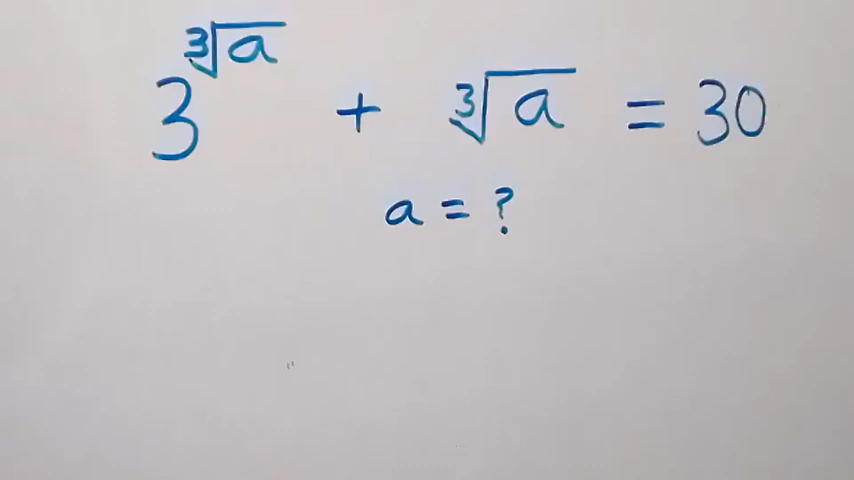 3^∛a + ∛a = 30
a = ?